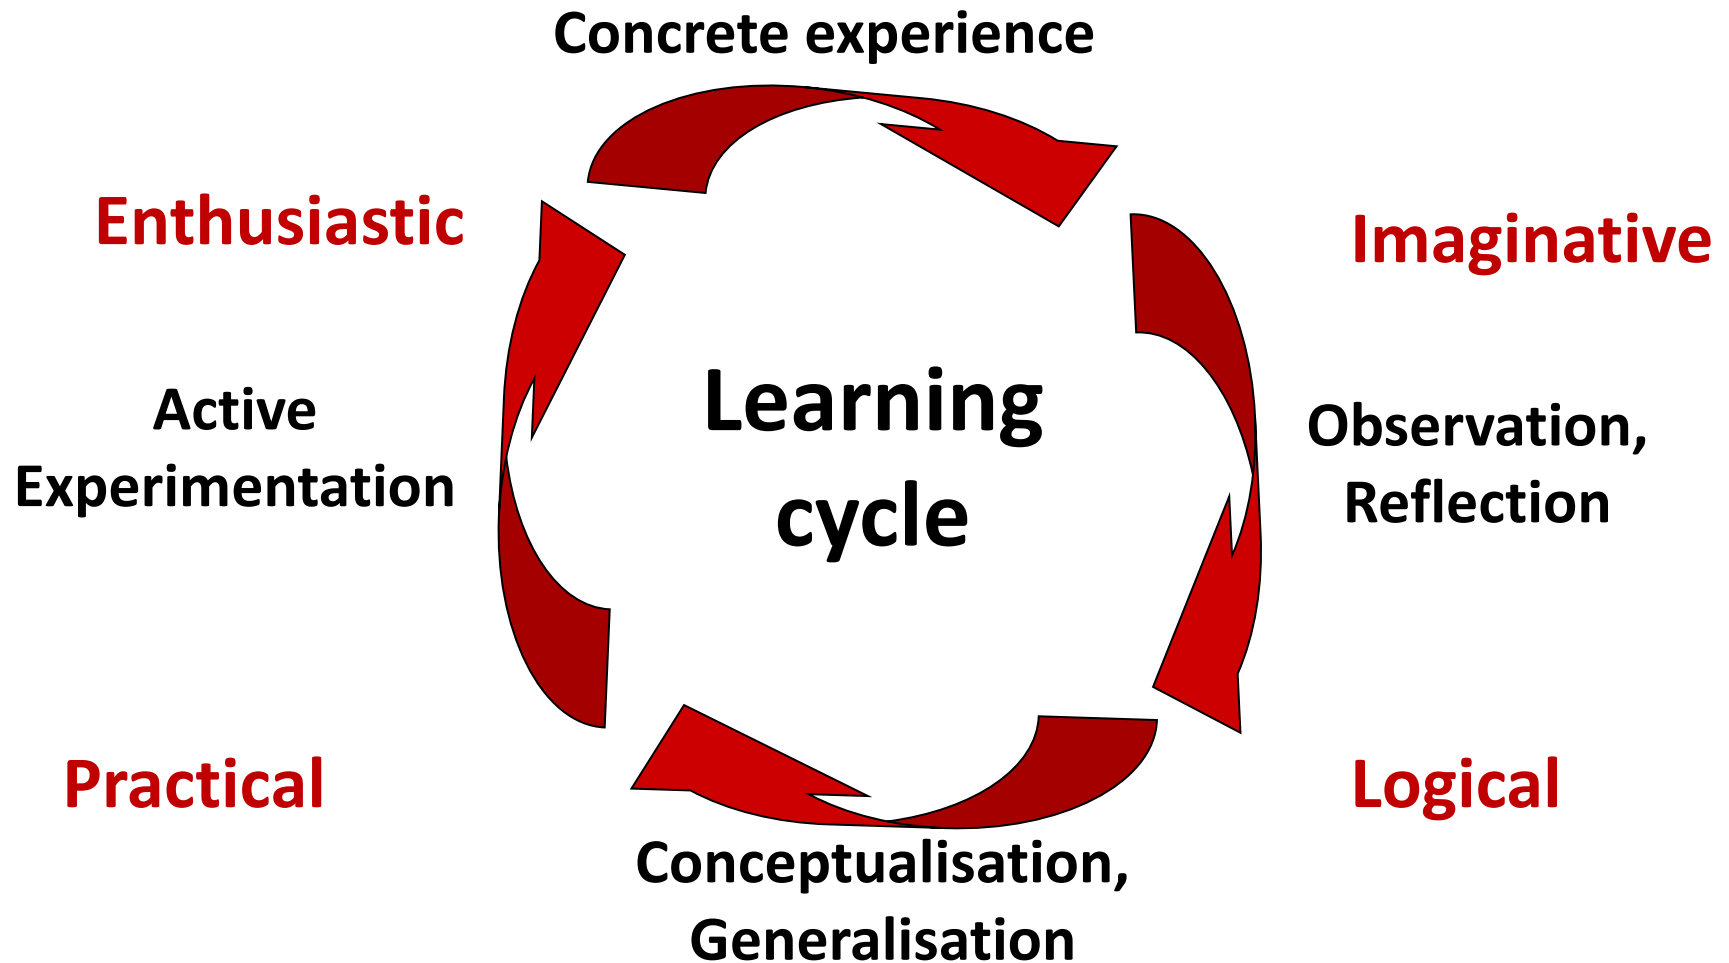 Concrete experience
Enthusiastic
Imaginative
Learning
cycle
Active
Experimentation
Observation,
Reflection
Practical
Logical
Conceptualisation,
Generalisation